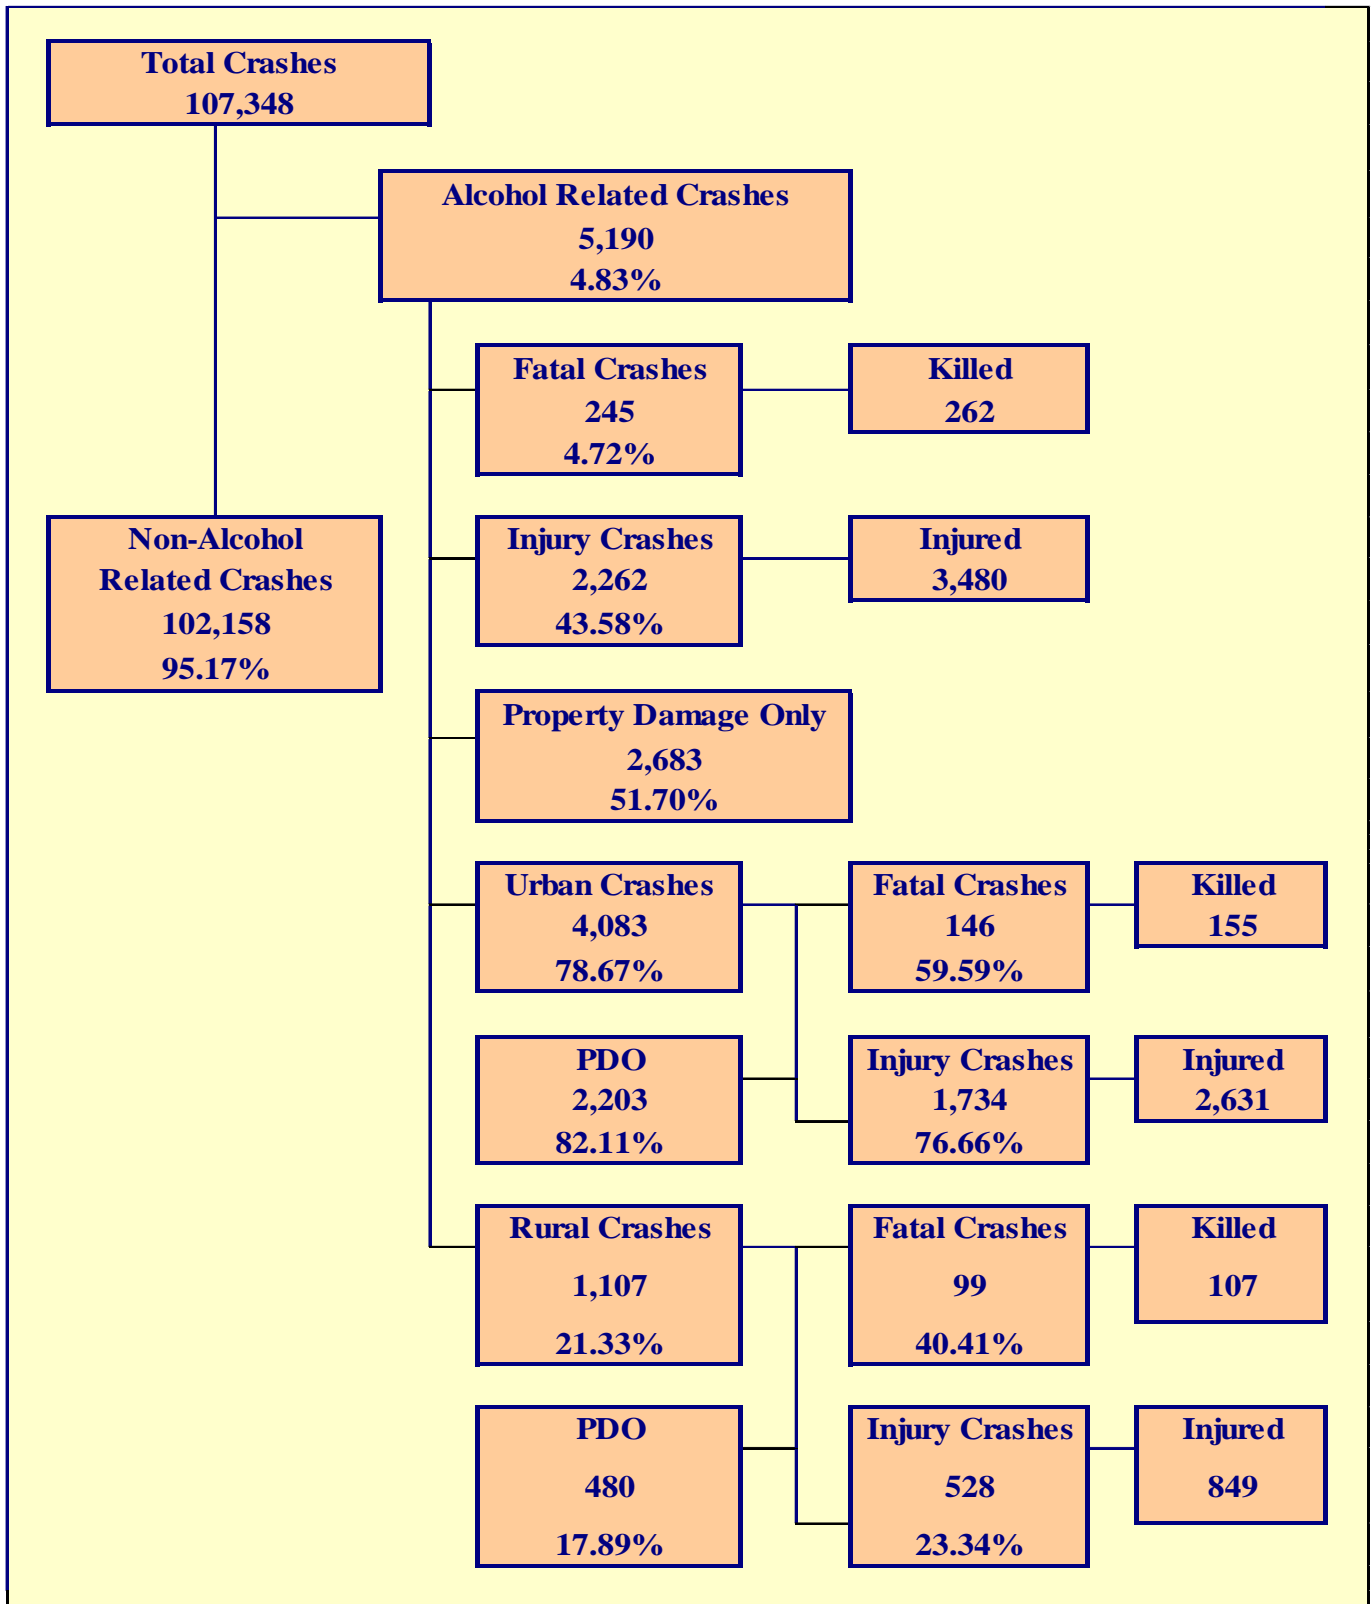 Total Crashes
107,348
Alcohol Related Crashes
5,190
4.83%
Fatal Crashes
245
4.72%
Killed
262
Non-Alcohol
Related Crashes
102,158
95.17%
Injury Crashes
2,262
43.58%
Injured
3,480
Property Damage Only
2,683
51.70%
Urban Crashes
4,083
78.67%
Fatal Crashes
146
59.59%
Killed
155
PDO
2,203
82.11%
Injury Crashes
1,734
76.66%
Injured
2,631
Rural Crashes
1,107
21.33%
Fatal Crashes
99
40.41%
Killed
107
PDO
480
17.89%
Injury Crashes
528
23.34%
Injured
849